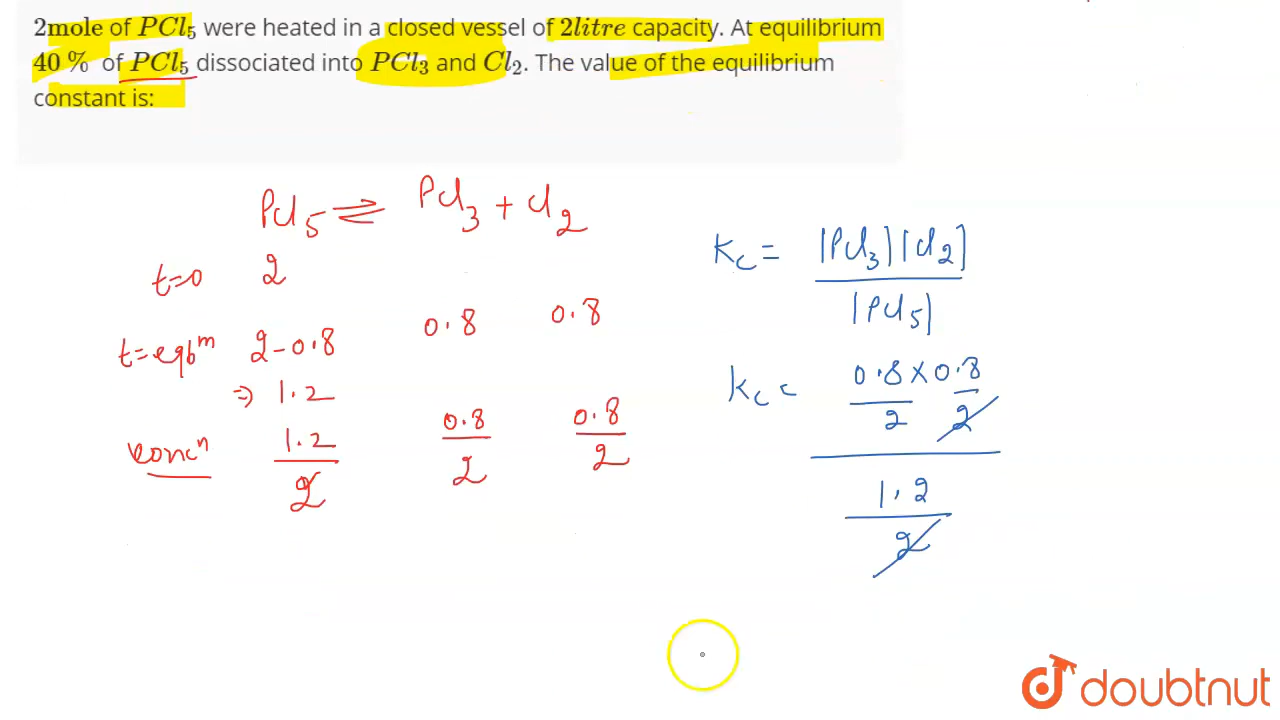 2mole of PCl₅ were heated in a closed vessel of 2litre capacity. At equilibrium
40 % of PCl₅ dissociated into PCl₃ and Cl₂. The value of the equilibrium
constant is:
Pcl₅ ⇌ Pcl₃ + cl₂
t=0 2
t=eqbᵐ 2-0.8 0.8 0.8
⇒ 1.2
concⁿ 1.2/2 0.8/2 0.8/2
Kc = |Pcl₃||cl₂| / |Pcl₅|
Kc = 0.8 × 0.8 / 2 2
1.2 / 2
doubtnut